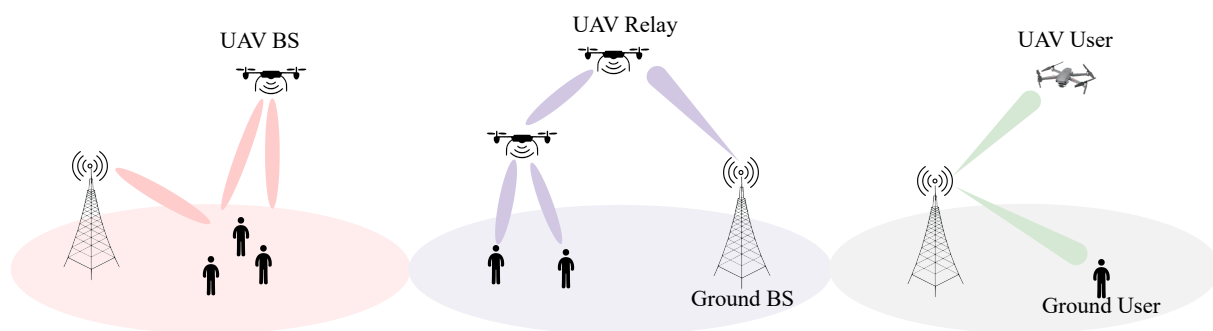 UAV BS
UAV Relay
UAV User
Ground BS
Ground User